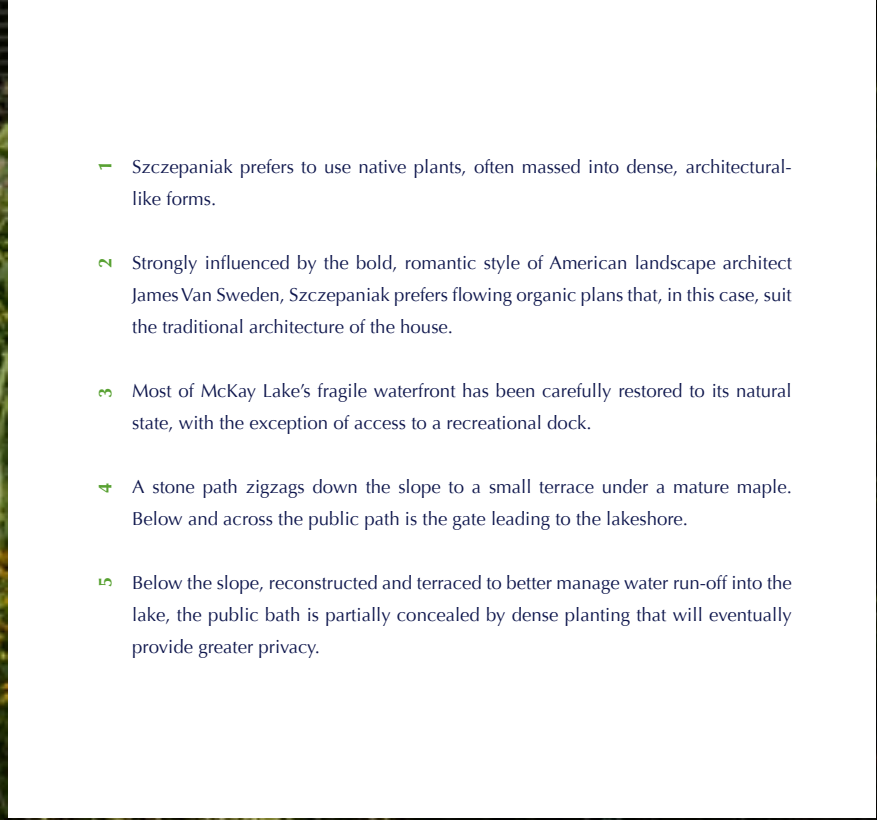 1 Szczepaniak prefers to use native plants, often massed into dense, architectural-
like forms.
2 Strongly influenced by the bold, romantic style of American landscape architect
James Van Sweden, Szczepaniak prefers flowing organic plans that, in this case, suit
the traditional architecture of the house.
3 Most of McKay Lake’s fragile waterfront has been carefully restored to its natural
state, with the exception of access to a recreational dock.
4 A stone path zigzags down the slope to a small terrace under a mature maple.
Below and across the public path is the gate leading to the lakeshore.
5 Below the slope, reconstructed and terraced to better manage water run-off into the
lake, the public bath is partially concealed by dense planting that will eventually
provide greater privacy.